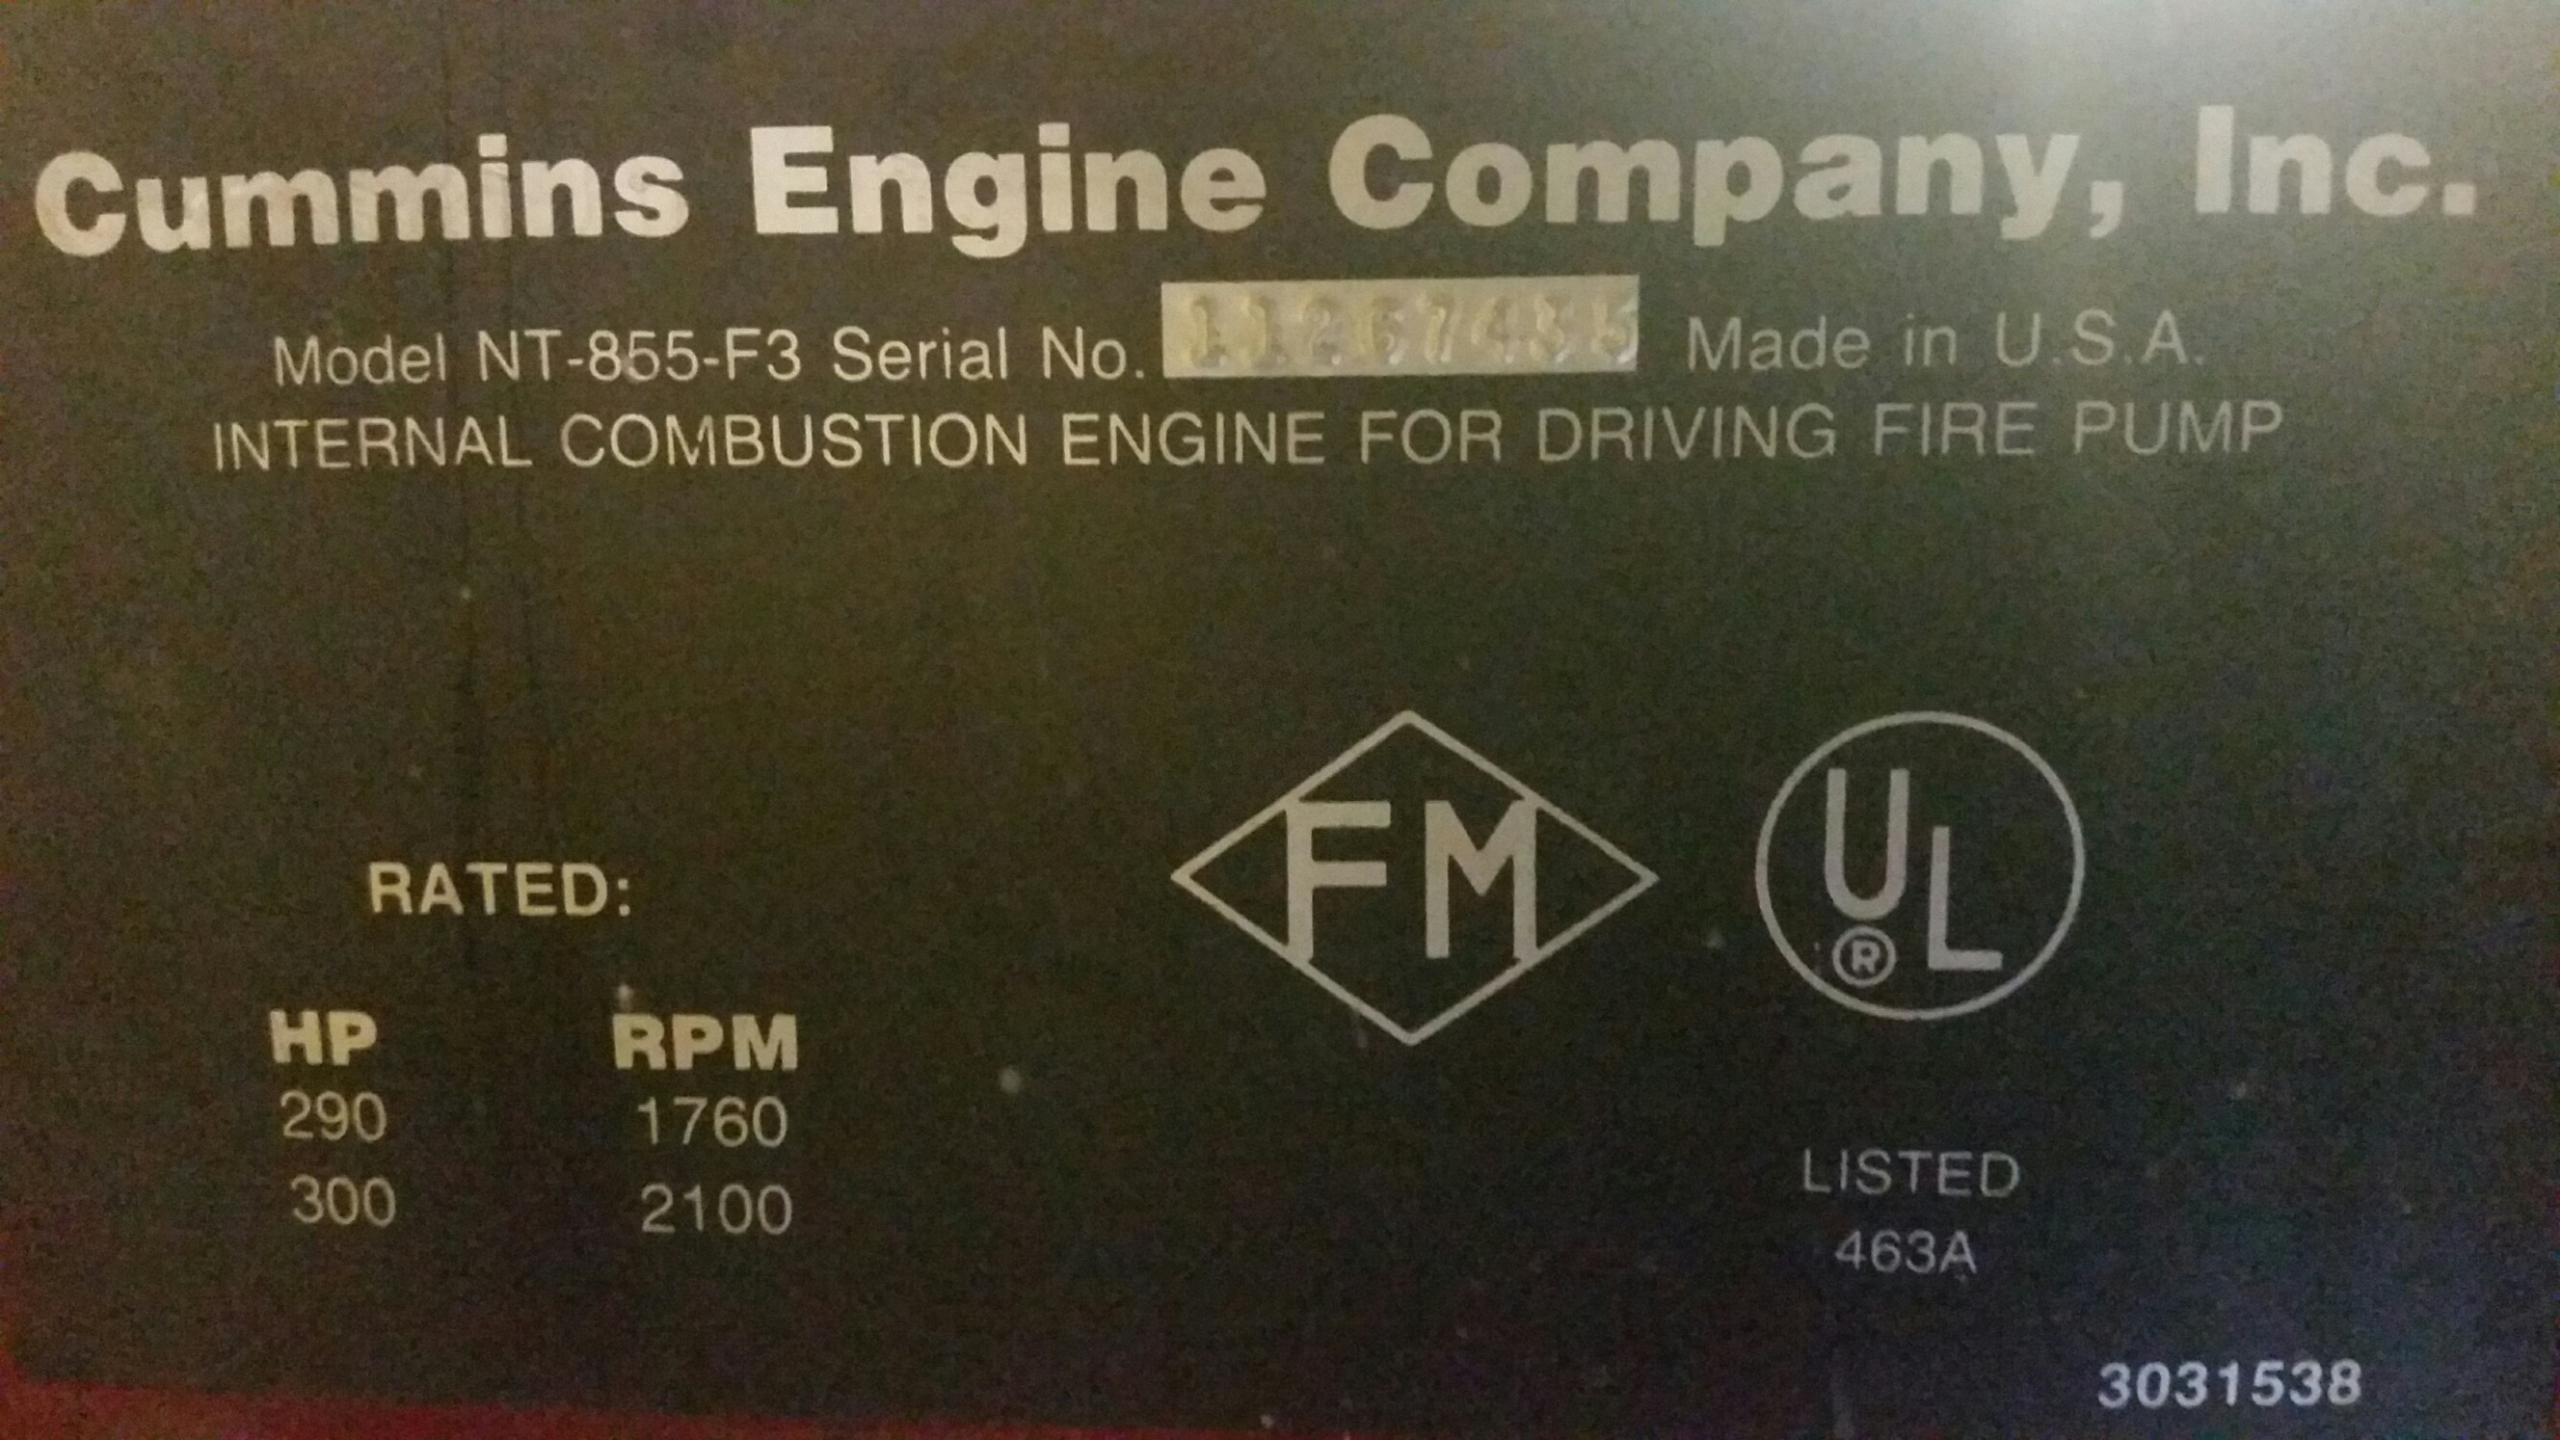 Cummins Engine Company, Inc.
Model NT-855-F3 Serial No. Made in U.S.A.
INTERNAL COMBUSTION ENGINE FOR DRIVING FIRE PUMP
RATED:
FM
UL
®
HP RPM
290 1760
300 2100
LISTED
463A
3031538